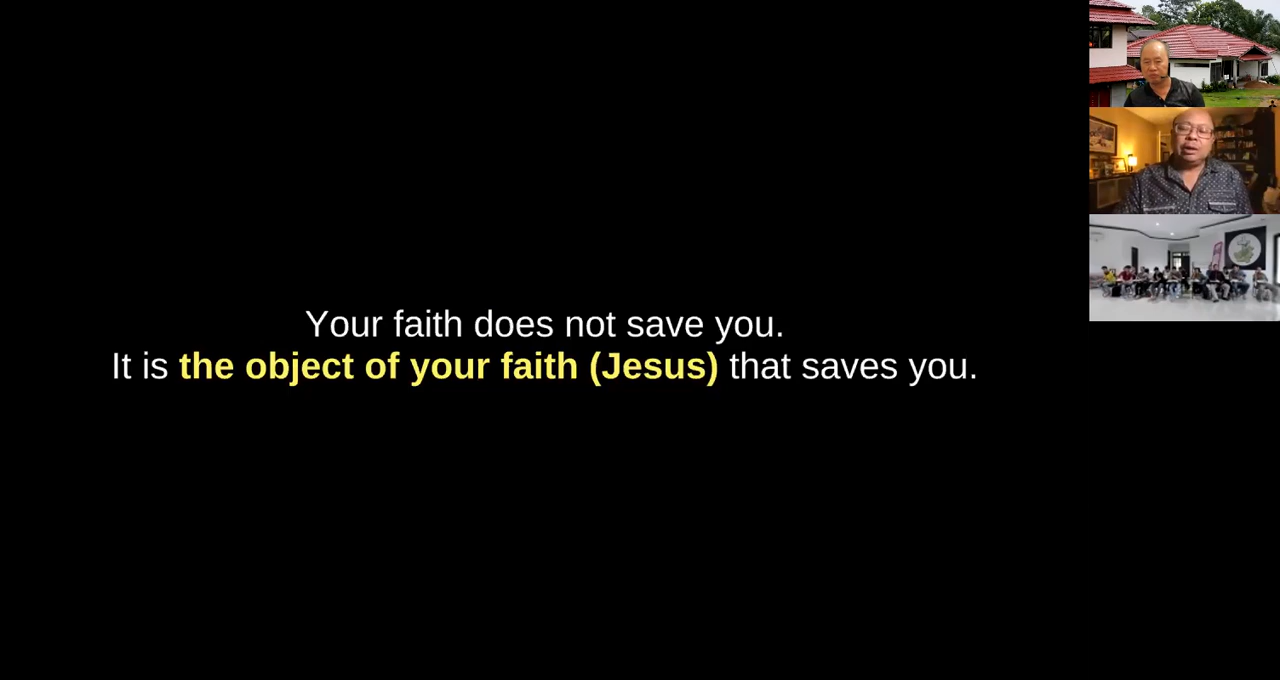 Your faith does not save you.
It is the object of your faith (Jesus) that saves you.